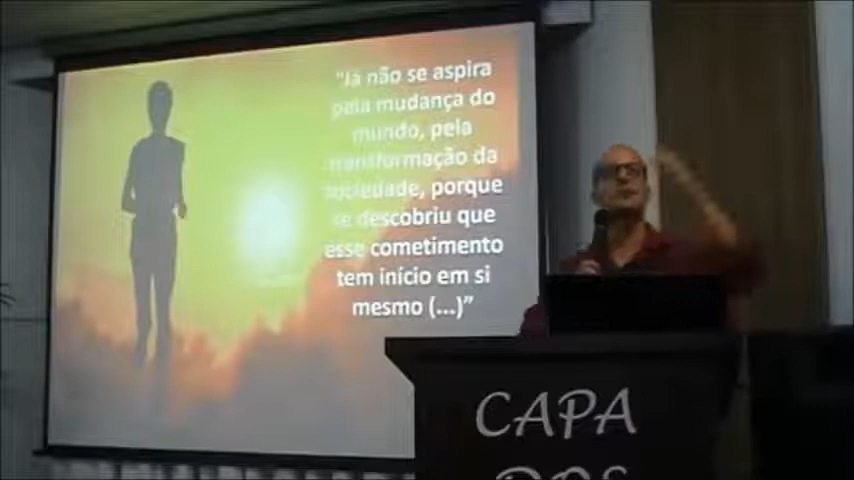 "Já não se aspira
pela mudança do
mundo, pela
transformação da
sociedade, porque
se descobriu que
esse cometimento
tem início em si
mesmo (...)"
CAPA
DOS